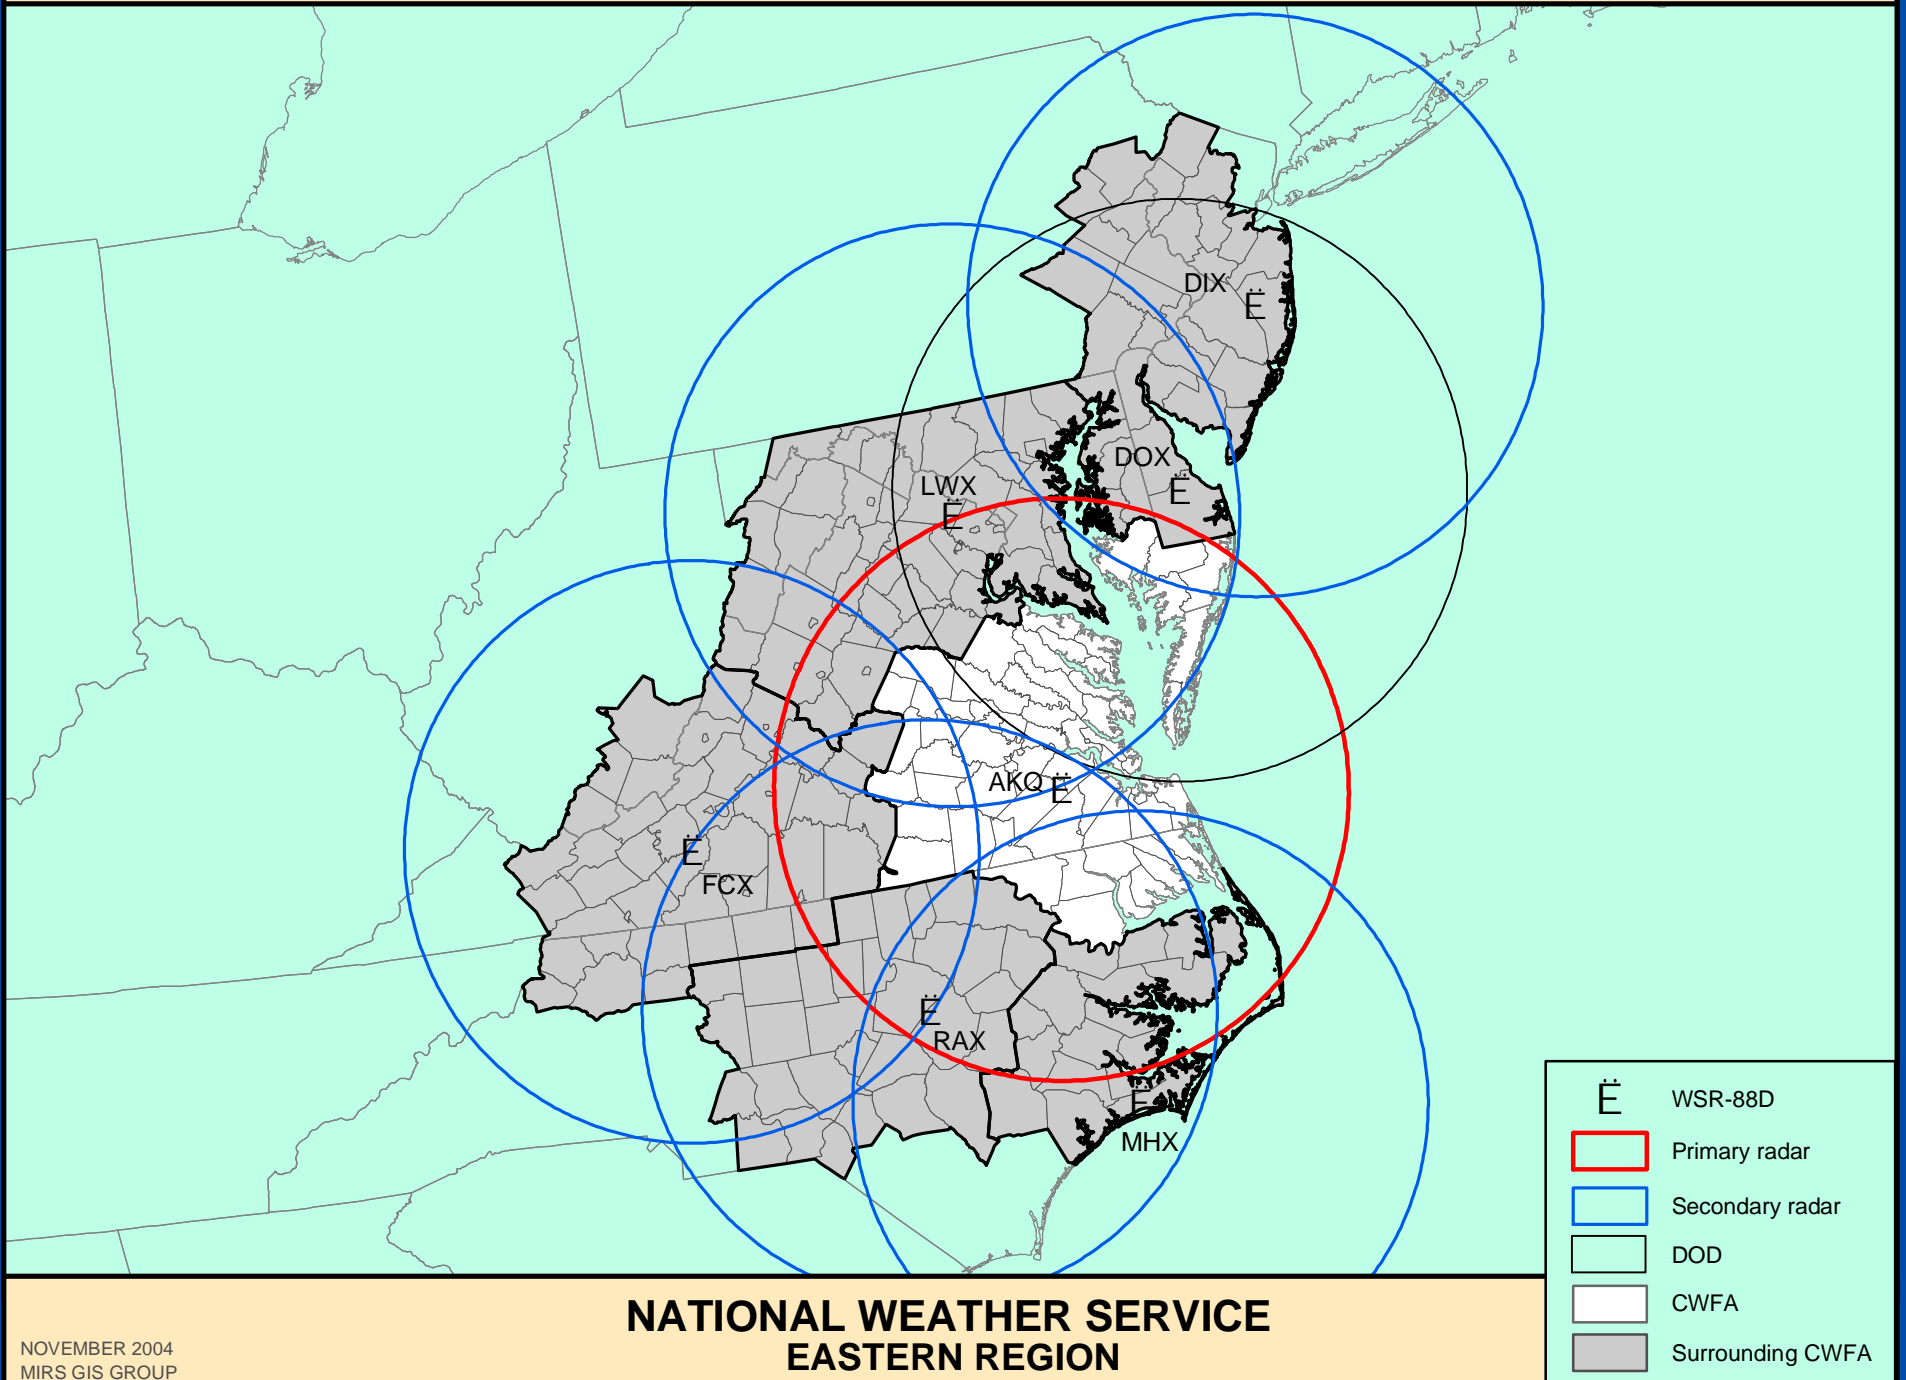 DIX
Ë
DOX
Ë
LWX
Ë
AKQ Ë
Ë
FCX
Ë
RAX
Ë
MHX
Ë WSR-88D
Primary radar
Secondary radar
DOD
CWFA
Surrounding CWFA
NATIONAL WEATHER SERVICE
EASTERN REGION
NOVEMBER 2004
MIRS GIS GROUP